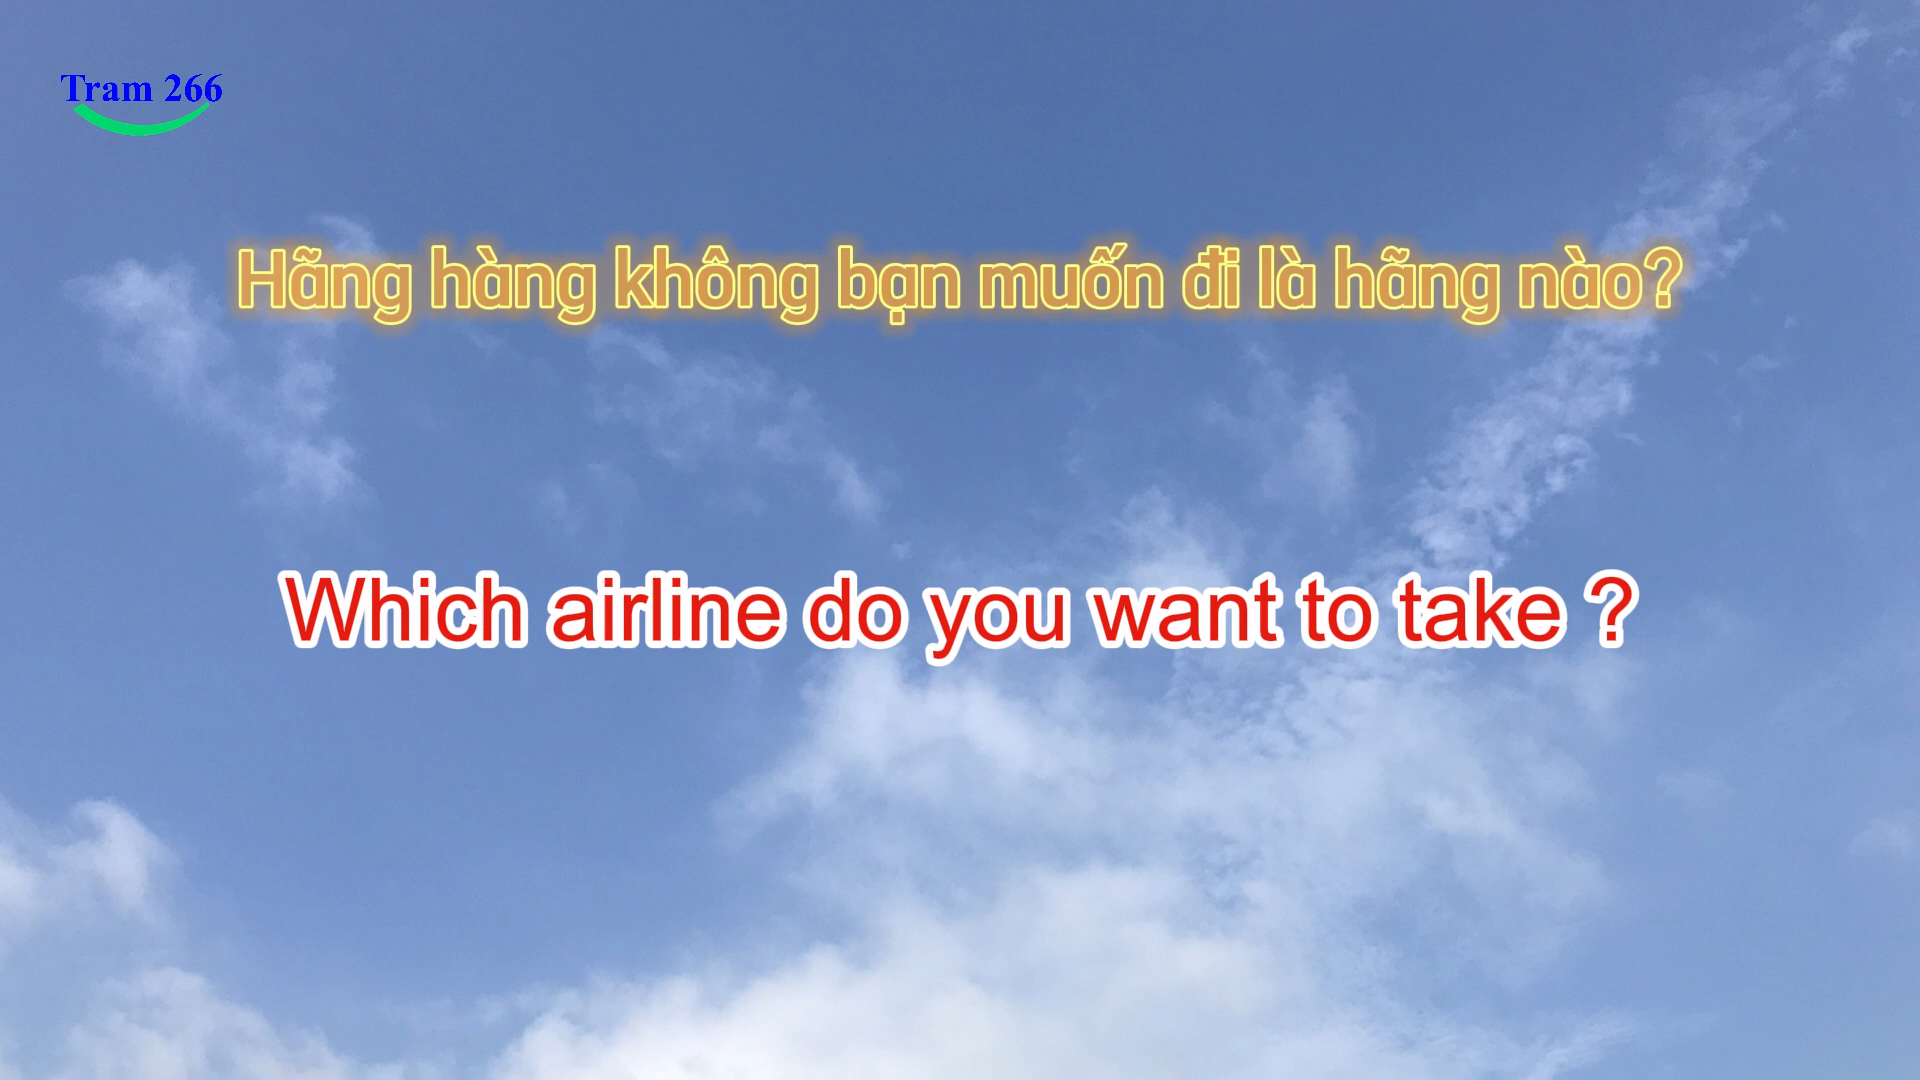 Tram 266
Hãng hàng không bạn muốn đi là hãng nào?
Which airline do you want to take ?